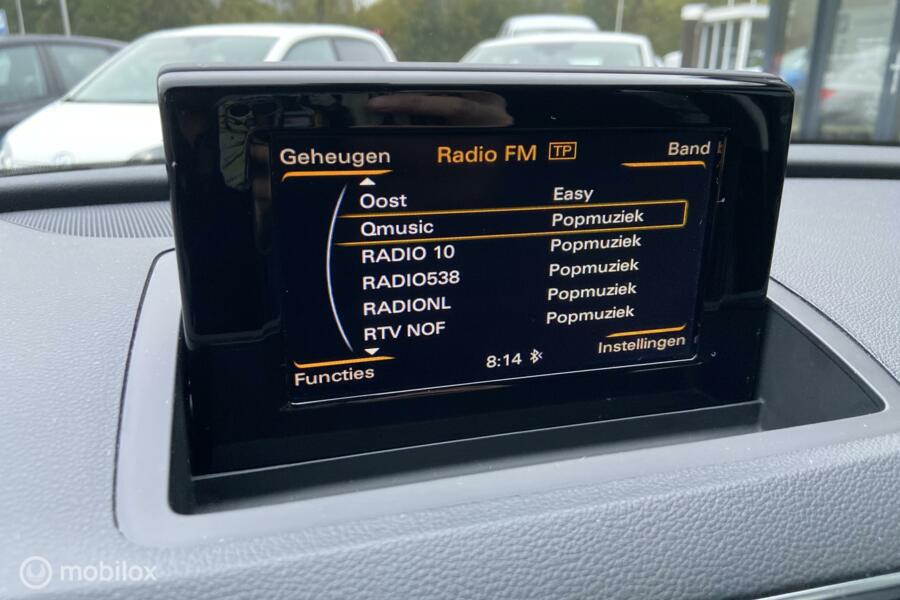 Geheugen Radio FM TP Band
Oost Easy
Qmusic Popmuziek
RADIO 10 Popmuziek
RADIO538 Popmuziek
RADIONL Popmuziek
RTV NOF Popmuziek
Functies 8:14 Instellingen
mobilox